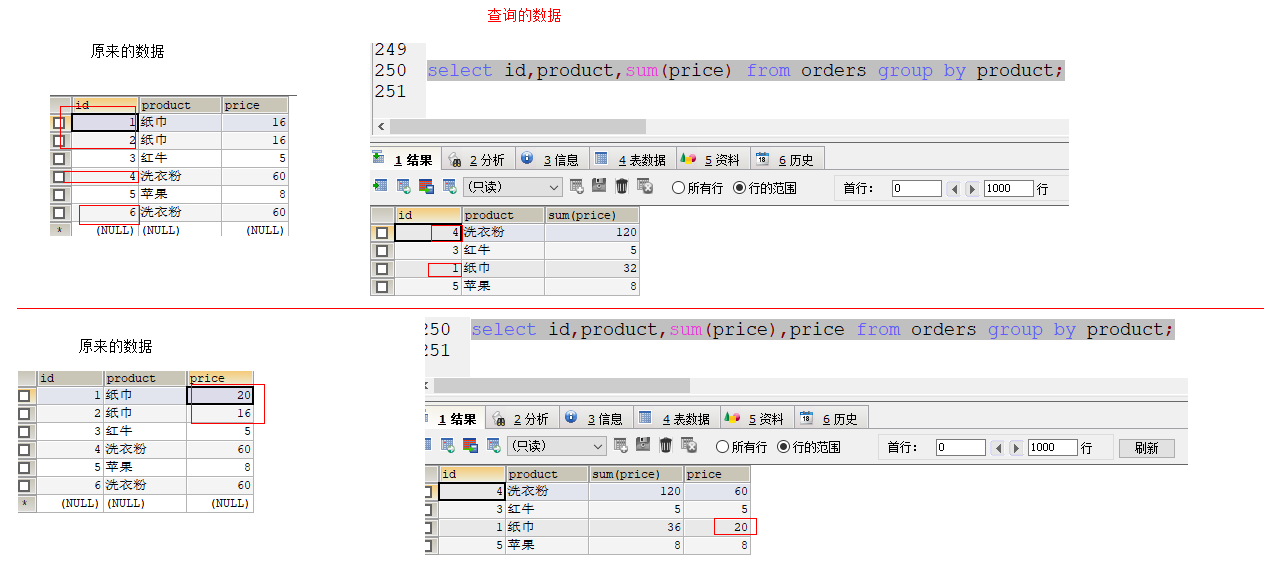 查询的数据
原来的数据
249
250 select id,product,sum(price) from orders group by product;
251
id product price
1 纸巾 16
2 纸巾 16
3 红牛 5
4 洗衣粉 60
5 苹果 8
6 洗衣粉 60
* (NULL) (NULL) (NULL)
1 结果 2 分析 3 信息 4 表数据 5 资料 6 历史
(只读) 所有行 行的范围 首行: 0 1000 行
id product sum(price)
4 洗衣粉 120
3 红牛 5
1 纸巾 32
5 苹果 8
原来的数据
250 select id,product,sum(price),price from orders group by product;
251
id product price
1 纸巾 20
2 纸巾 16
3 红牛 5
4 洗衣粉 60
5 苹果 8
6 洗衣粉 60
* (NULL) (NULL) (NULL)
1 结果 2 分析 3 信息 4 表数据 5 资料 6 历史
(只读) 所有行 行的范围 首行: 0 1000 行 刷新
id product sum(price) price
4 洗衣粉 120 60
3 红牛 5 5
1 纸巾 36 20
5 苹果 8 8